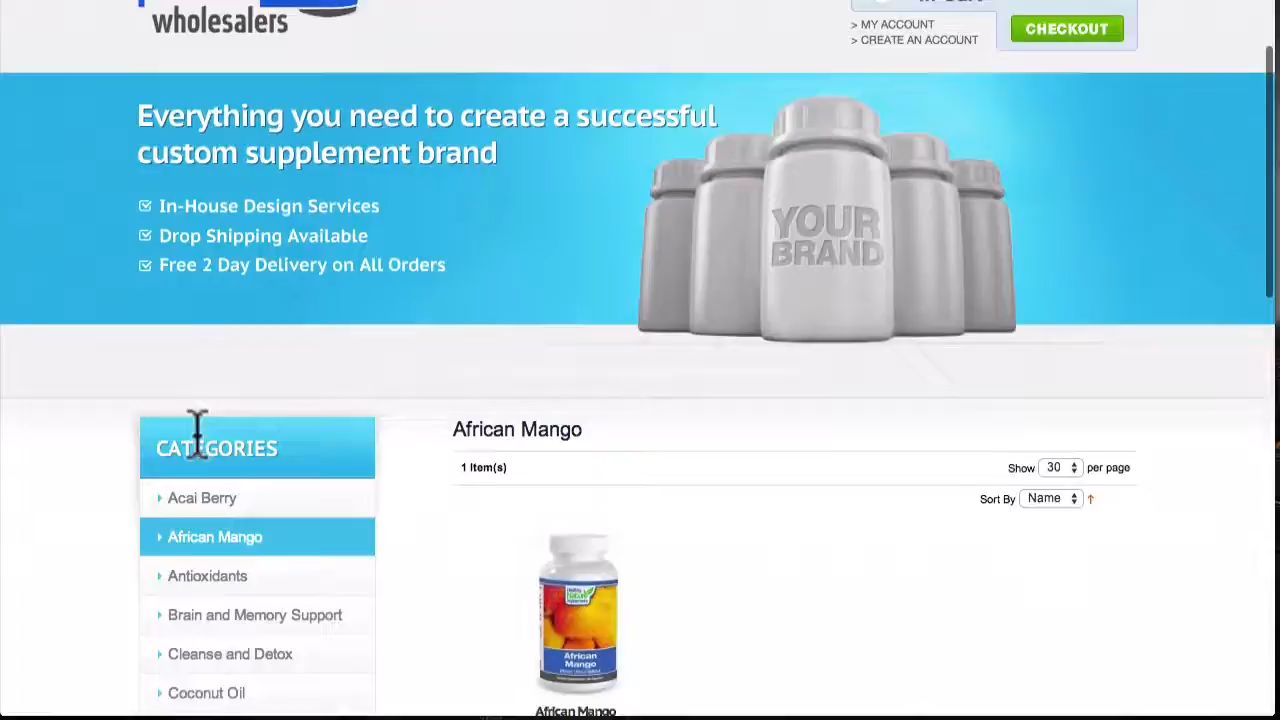 wholesalers
> MY ACCOUNT
> CREATE AN ACCOUNT
CHECKOUT
Everything you need to create a successful
custom supplement brand
In-House Design Services
Drop Shipping Available
Free 2 Day Delivery on All Orders
YOUR
BRAND
CATEGORIES
Acai Berry
African Mango
Antioxidants
Brain and Memory Support
Cleanse and Detox
Coconut Oil
African Mango
1 Item(s)
Show 30 per page
Sort By Name
African
Mango
African Mango